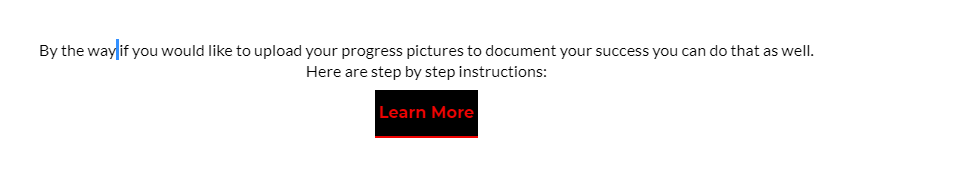 By the way if you would like to upload your progress pictures to document your success you can do that as well.
Here are step by step instructions:
Learn More